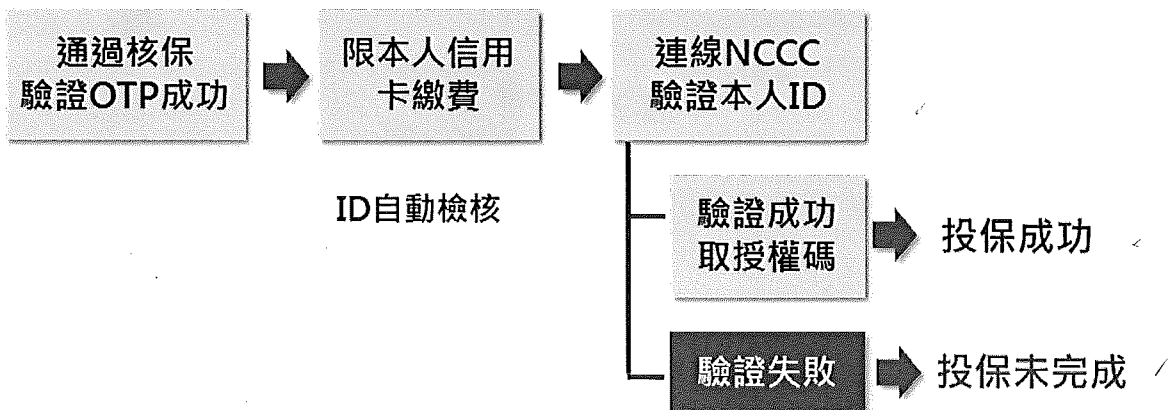 通過核保
驗證OTP成功
限本人信用
卡繳費
連線NCCC
驗證本人ID
ID自動檢核
驗證成功
取授權碼
投保成功
驗證失敗
投保未完成